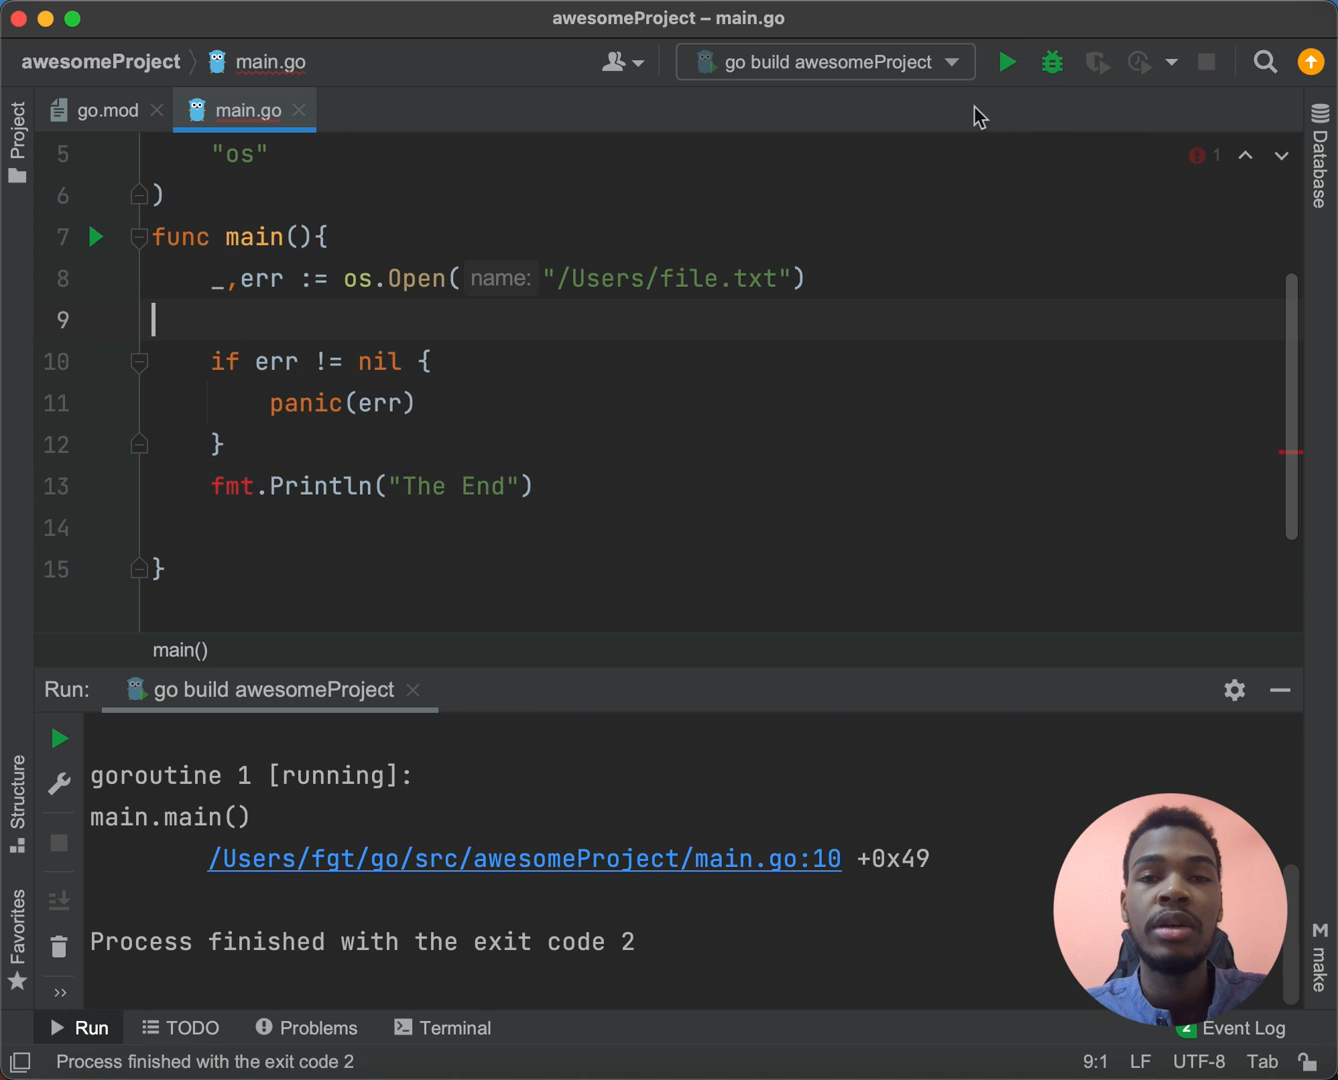 awesomeProject – main.go
awesomeProject main.go
go build awesomeProject
go.mod main.go
Project
Database
1
5 "os"
6 )
7 func main(){
8 _,err := os.Open( name: "/Users/file.txt")
9
10 if err != nil {
11 panic(err)
12 }
13 fmt.Println("The End")
14
15 }
main()
Run: go build awesomeProject
Structure
Favorites
goroutine 1 [running]:
main.main()
/Users/fgt/go/src/awesomeProject/main.go:10 +0x49
Process finished with the exit code 2
M make
Run TODO Problems Terminal 2 Event Log
Process finished with the exit code 2 9:1 LF UTF-8 Tab